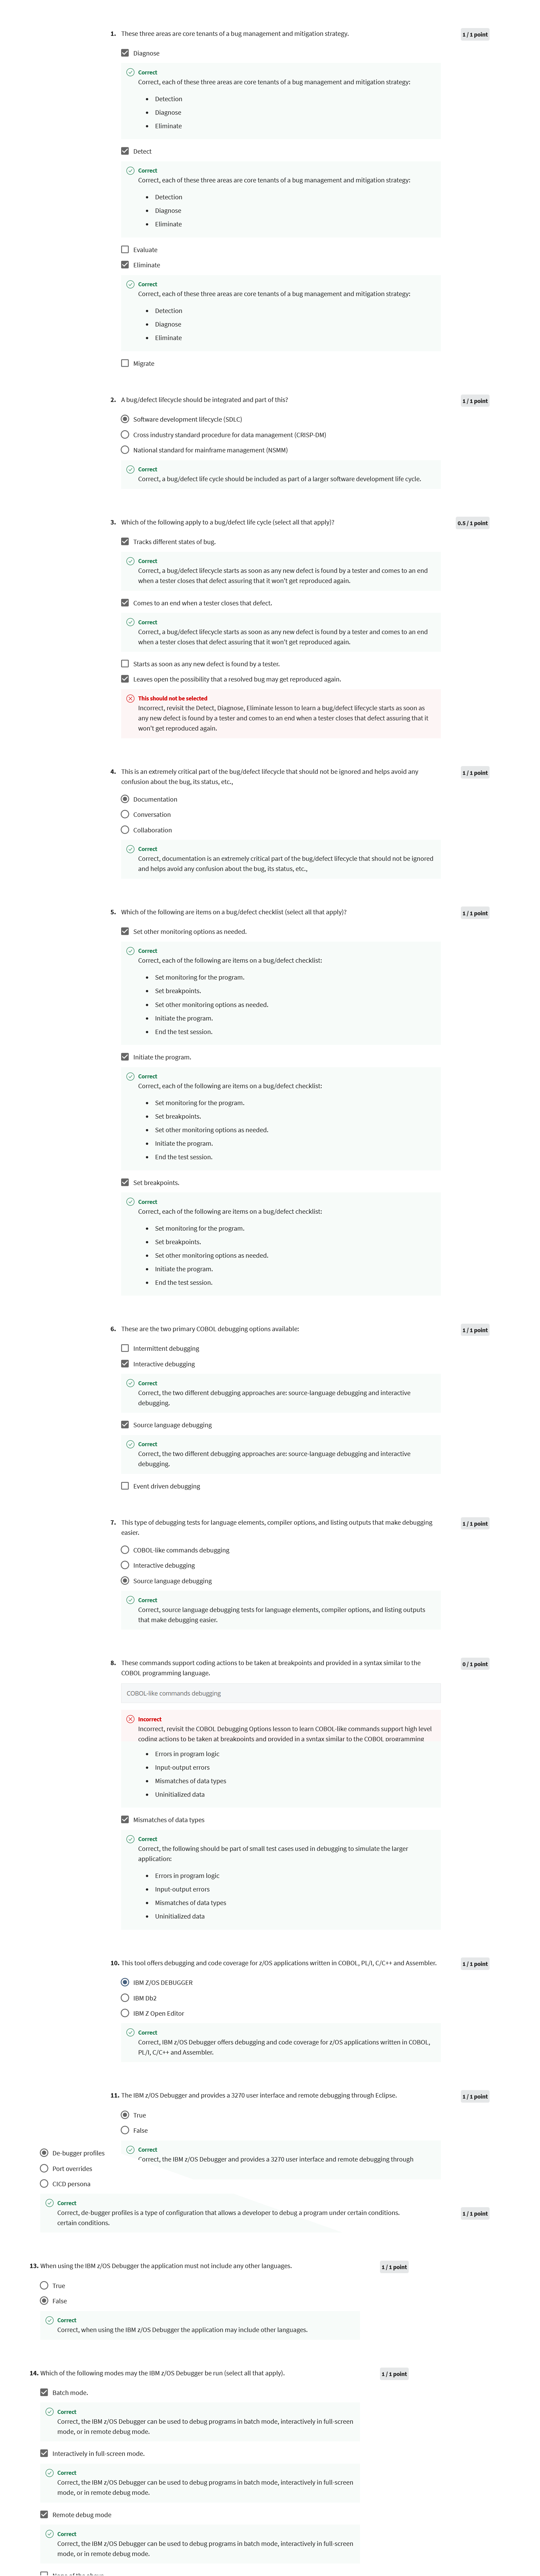 1. These three areas are core tenants of a bug management and mitigation strategy.
1 / 1 point
Diagnose
Correct
Correct, each of these three areas are core tenants of a bug management and mitigation strategy:
Detection
Diagnose
Eliminate
Detect
Correct
Correct, each of these three areas are core tenants of a bug management and mitigation strategy:
Detection
Diagnose
Eliminate
Evaluate
Eliminate
Correct
Correct, each of these three areas are core tenants of a bug management and mitigation strategy:
Detection
Diagnose
Eliminate
Migrate
2. A bug/defect lifecycle should be integrated and part of this?
1 / 1 point
Software development lifecycle (SDLC)
Cross industry standard procedure for data management (CRISP-DM)
National standard for mainframe management (NSMM)
Correct
Correct, a bug/defect life cycle should be included as part of a larger software development life cycle.
3. Which of the following apply to a bug/defect life cycle (select all that apply)?
0.5 / 1 point
Tracks different states of bug.
Correct
Correct, a bug/defect lifecycle starts as soon as any new defect is found by a tester and comes to an end
when a tester closes that defect assuring that it won't get reproduced again.
Comes to an end when a tester closes that defect.
Correct
Correct, a bug/defect lifecycle starts as soon as any new defect is found by a tester and comes to an end
when a tester closes that defect assuring that it won't get reproduced again.
Starts as soon as any new defect is found by a tester.
Leaves open the possibility that a resolved bug may get reproduced again.
This should not be selected
Incorrect, revisit the Detect, Diagnose, Eliminate lesson to learn a bug/defect lifecycle starts as soon as
any new defect is found by a tester and comes to an end when a tester closes that defect assuring that it
won't get reproduced again.
4. This is an extremely critical part of the bug/defect lifecycle that should not be ignored and helps avoid any
confusion about the bug, its status, etc.,
1 / 1 point
Documentation
Conversation
Collaboration
Correct
Correct, documentation is an extremely critical part of the bug/defect lifecycle that should not be ignored
and helps avoid any confusion about the bug, its status, etc.,
5. Which of the following are items on a bug/defect checklist (select all that apply)?
1 / 1 point
Set other monitoring options as needed.
Correct
Correct, each of the following are items on a bug/defect checklist:
Set monitoring for the program.
Set breakpoints.
Set other monitoring options as needed.
Initiate the program.
End the test session.
Initiate the program.
Correct
Correct, each of the following are items on a bug/defect checklist:
Set monitoring for the program.
Set breakpoints.
Set other monitoring options as needed.
Initiate the program.
End the test session.
Set breakpoints.
Correct
Correct, each of the following are items on a bug/defect checklist:
Set monitoring for the program.
Set breakpoints.
Set other monitoring options as needed.
Initiate the program.
End the test session.
6. These are the two primary COBOL debugging options available:
1 / 1 point
Intermittent debugging
Interactive debugging
Correct
Correct, the two different debugging approaches are: source-language debugging and interactive
debugging.
Source language debugging
Correct
Correct, the two different debugging approaches are: source-language debugging and interactive
debugging.
Event driven debugging
7. This type of debugging tests for language elements, compiler options, and listing outputs that make debugging
easier.
1 / 1 point
COBOL-like commands debugging
Interactive debugging
Source language debugging
Correct
Correct, source language debugging tests for language elements, compiler options, and listing outputs
that make debugging easier.
8. These commands support coding actions to be taken at breakpoints and provided in a syntax similar to the
COBOL programming language.
0 / 1 point
COBOL-like commands debugging
Incorrect
Incorrect, revisit the COBOL Debugging Options lesson to learn COBOL-like commands support high level
coding actions to be taken at breakpoints and provided in a syntax similar to the COBOL programming
Errors in program logic
Input-output errors
Mismatches of data types
Uninitialized data
Mismatches of data types
Correct
Correct, the following should be part of small test cases used in debugging to simulate the larger
application:
Errors in program logic
Input-output errors
Mismatches of data types
Uninitialized data
10. This tool offers debugging and code coverage for z/OS applications written in COBOL, PL/I, C/C++ and Assembler.
1 / 1 point
IBM Z/OS DEBUGGER
IBM Db2
IBM Z Open Editor
Correct
Correct, IBM z/OS Debugger offers debugging and code coverage for z/OS applications written in COBOL,
PL/I, C/C++ and Assembler.
11. The IBM z/OS Debugger and provides a 3270 user interface and remote debugging through Eclipse.
1 / 1 point
True
False
Correct
Correct, the IBM z/OS Debugger and provides a 3270 user interface and remote debugging through
De-bugger profiles
Port overrides
CICD persona
Correct
Correct, de-bugger profiles is a type of configuration that allows a developer to debug a program under certain conditions.
certain conditions.
1 / 1 point
13. When using the IBM z/OS Debugger the application must not include any other languages.
1 / 1 point
True
False
Correct
Correct, when using the IBM z/OS Debugger the application may include other languages.
14. Which of the following modes may the IBM z/OS Debugger be run (select all that apply).
1 / 1 point
Batch mode.
Correct
Correct, the IBM z/OS Debugger can be used to debug programs in batch mode, interactively in full-screen
mode, or in remote debug mode.
Interactively in full-screen mode.
Correct
Correct, the IBM z/OS Debugger can be used to debug programs in batch mode, interactively in full-screen
mode, or in remote debug mode.
Remote debug mode
Correct
Correct, the IBM z/OS Debugger can be used to debug programs in batch mode, interactively in full-screen
mode, or in remote debug mode.